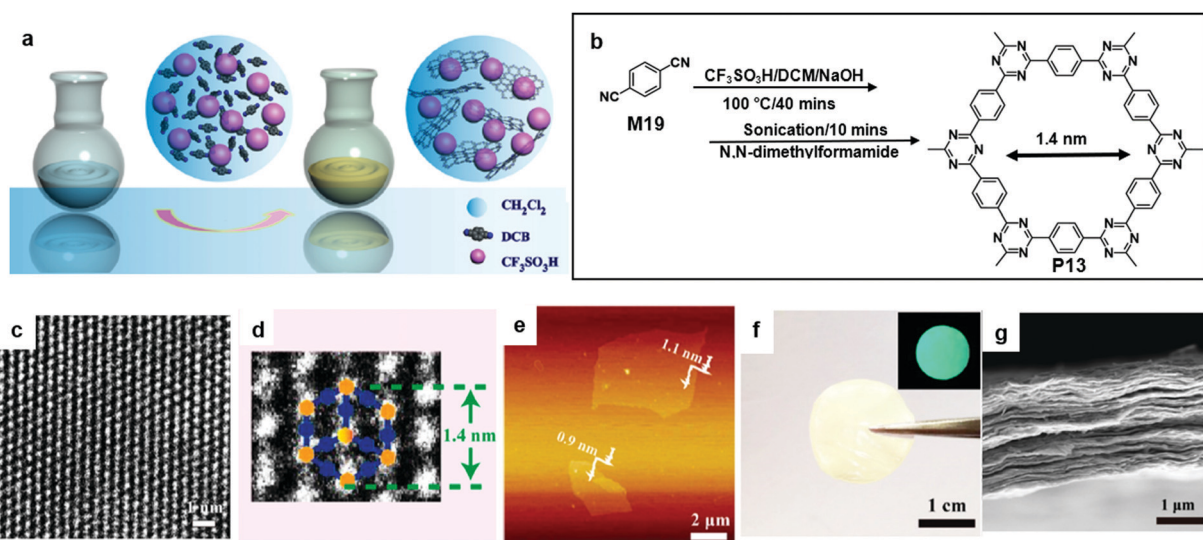 a
CH₂Cl₂
DCB
CF₃SO₃H
b
NC
CN
M19
CF₃SO₃H/DCM/NaOH
100 °C/40 mins
Sonication/10 mins
N,N-dimethylformamide
N N N N
N N
N N
N N
1.4 nm
N N
N N
N N
N N N N
P13
c
1 nm
d
1.4 nm
e
1.1 nm
0.9 nm
2 μm
f
1 cm
g
1 μm